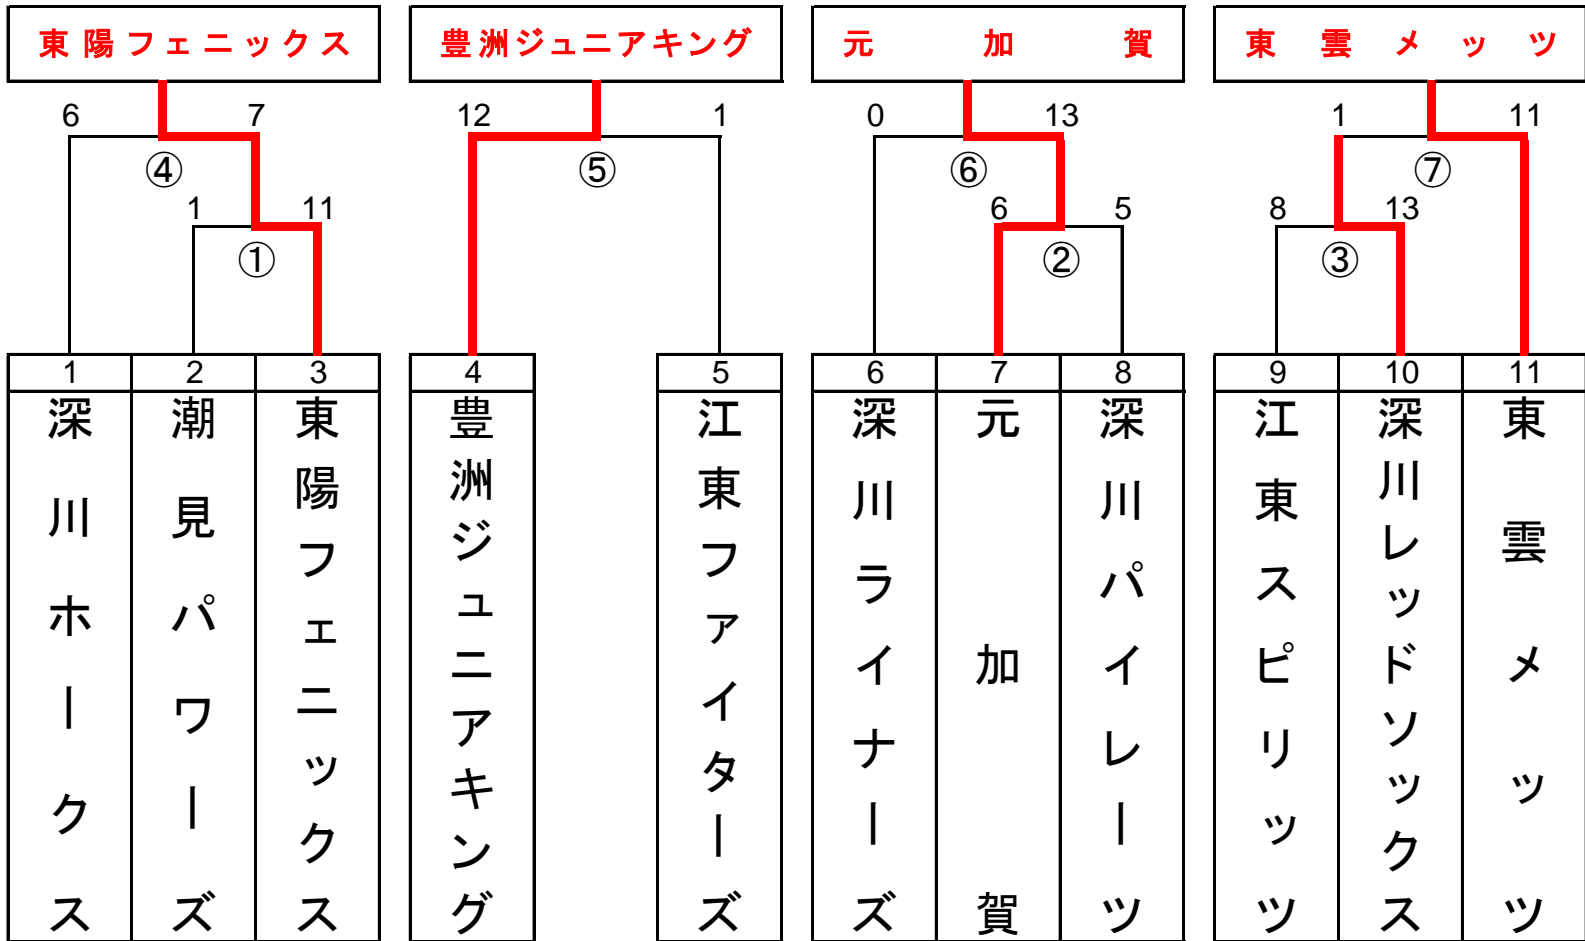 東陽フェニックス
豊洲ジュニアキング
元加賀
東雲メッツ
6 7 12 1 0 13 1 11
④ ⑤ ⑥ ⑦
1 11 6 5 8 13
① ② ③
1 2 3 4 5 6 7 8 9 10 11
深川ホークス
潮見パワーズ
東陽フェニックス
豊洲ジュニアキング
江東ファイターズ
深川ライナーズ
元加賀
深川パイレーツ
江東スピリッツ
深川レッドソックス
東雲メッツ